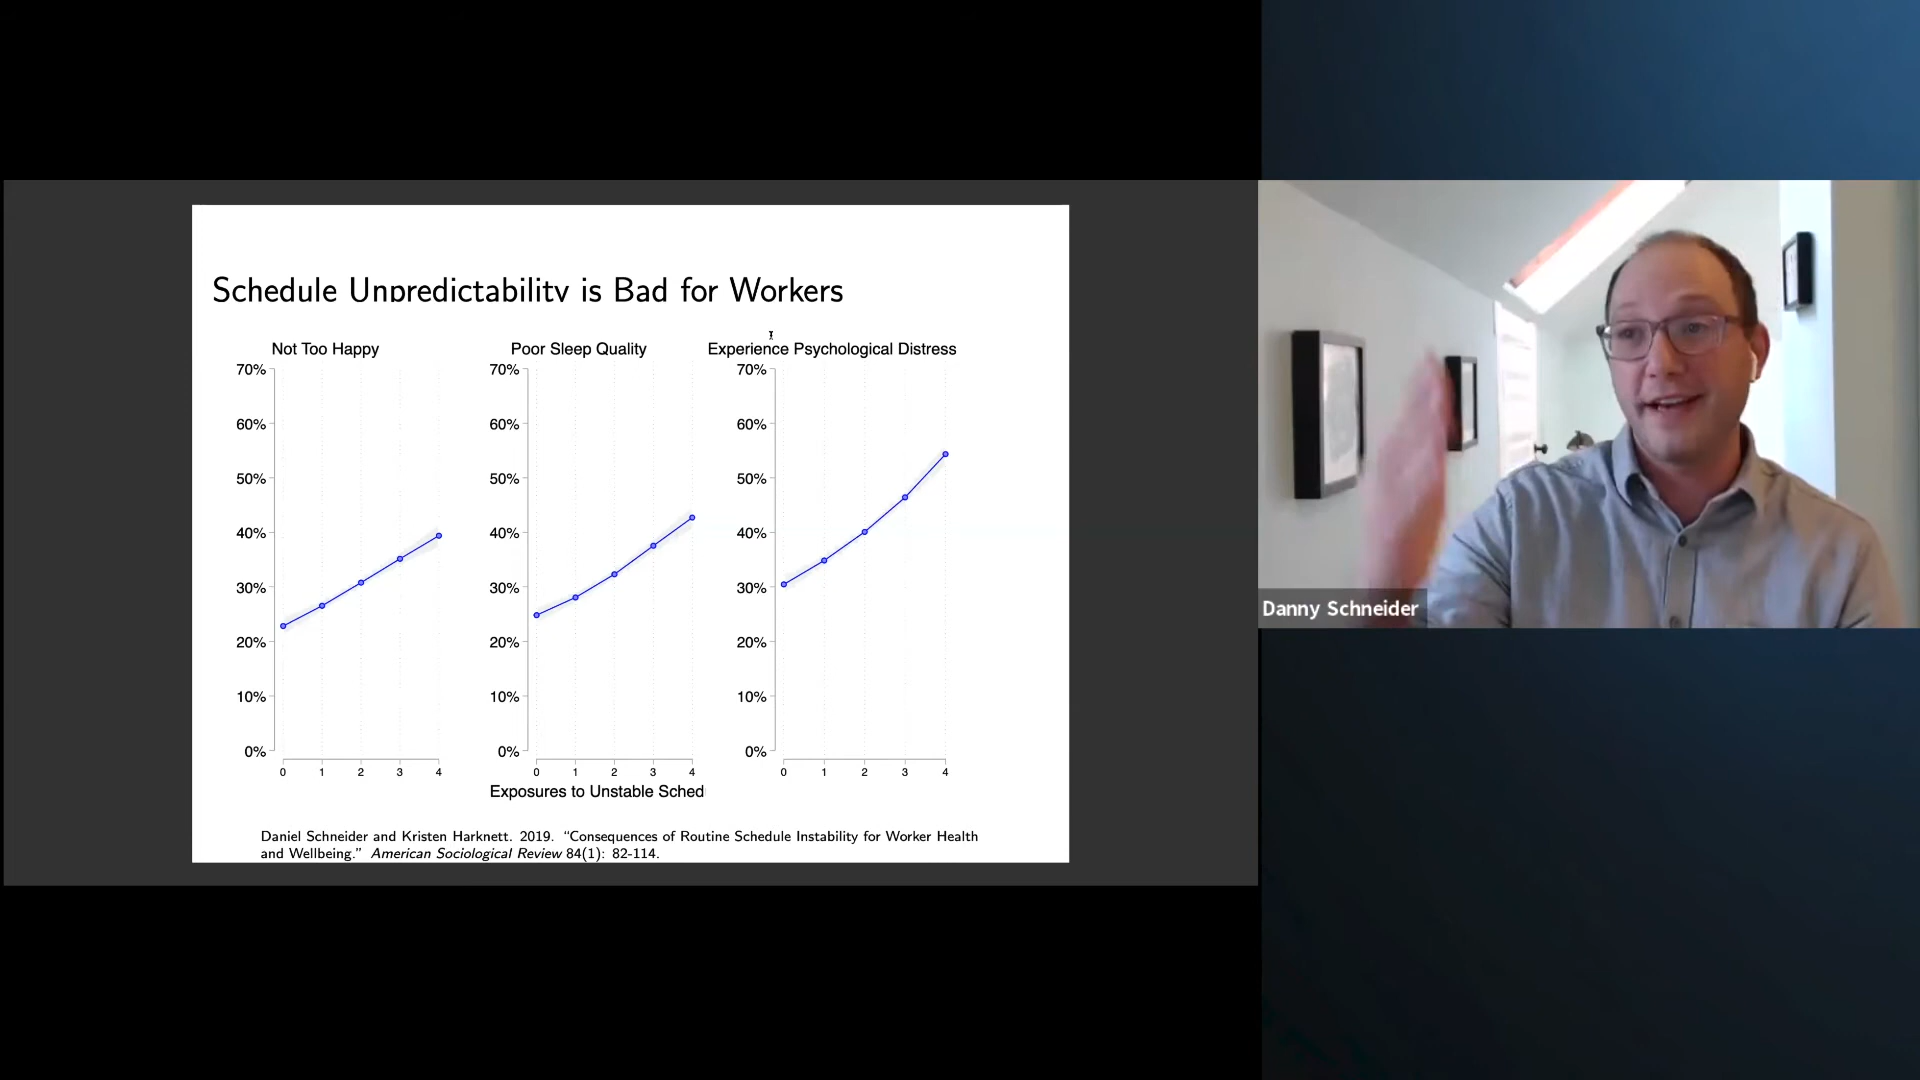 Schedule Unpredictability is Bad for Workers
Not Too Happy
70%
60%
50%
40%
30%
20%
10%
0%
0 1 2 3 4
Poor Sleep Quality
70%
60%
50%
40%
30%
20%
10%
0%
0 1 2 3 4
Experience Psychological Distress
70%
60%
50%
40%
30%
20%
10%
0%
0 1 2 3 4
Exposures to Unstable Sched
Daniel Schneider and Kristen Harknett. 2019. “Consequences of Routine Schedule Instability for Worker Health
and Wellbeing.” American Sociological Review 84(1): 82-114.
Danny Schneider